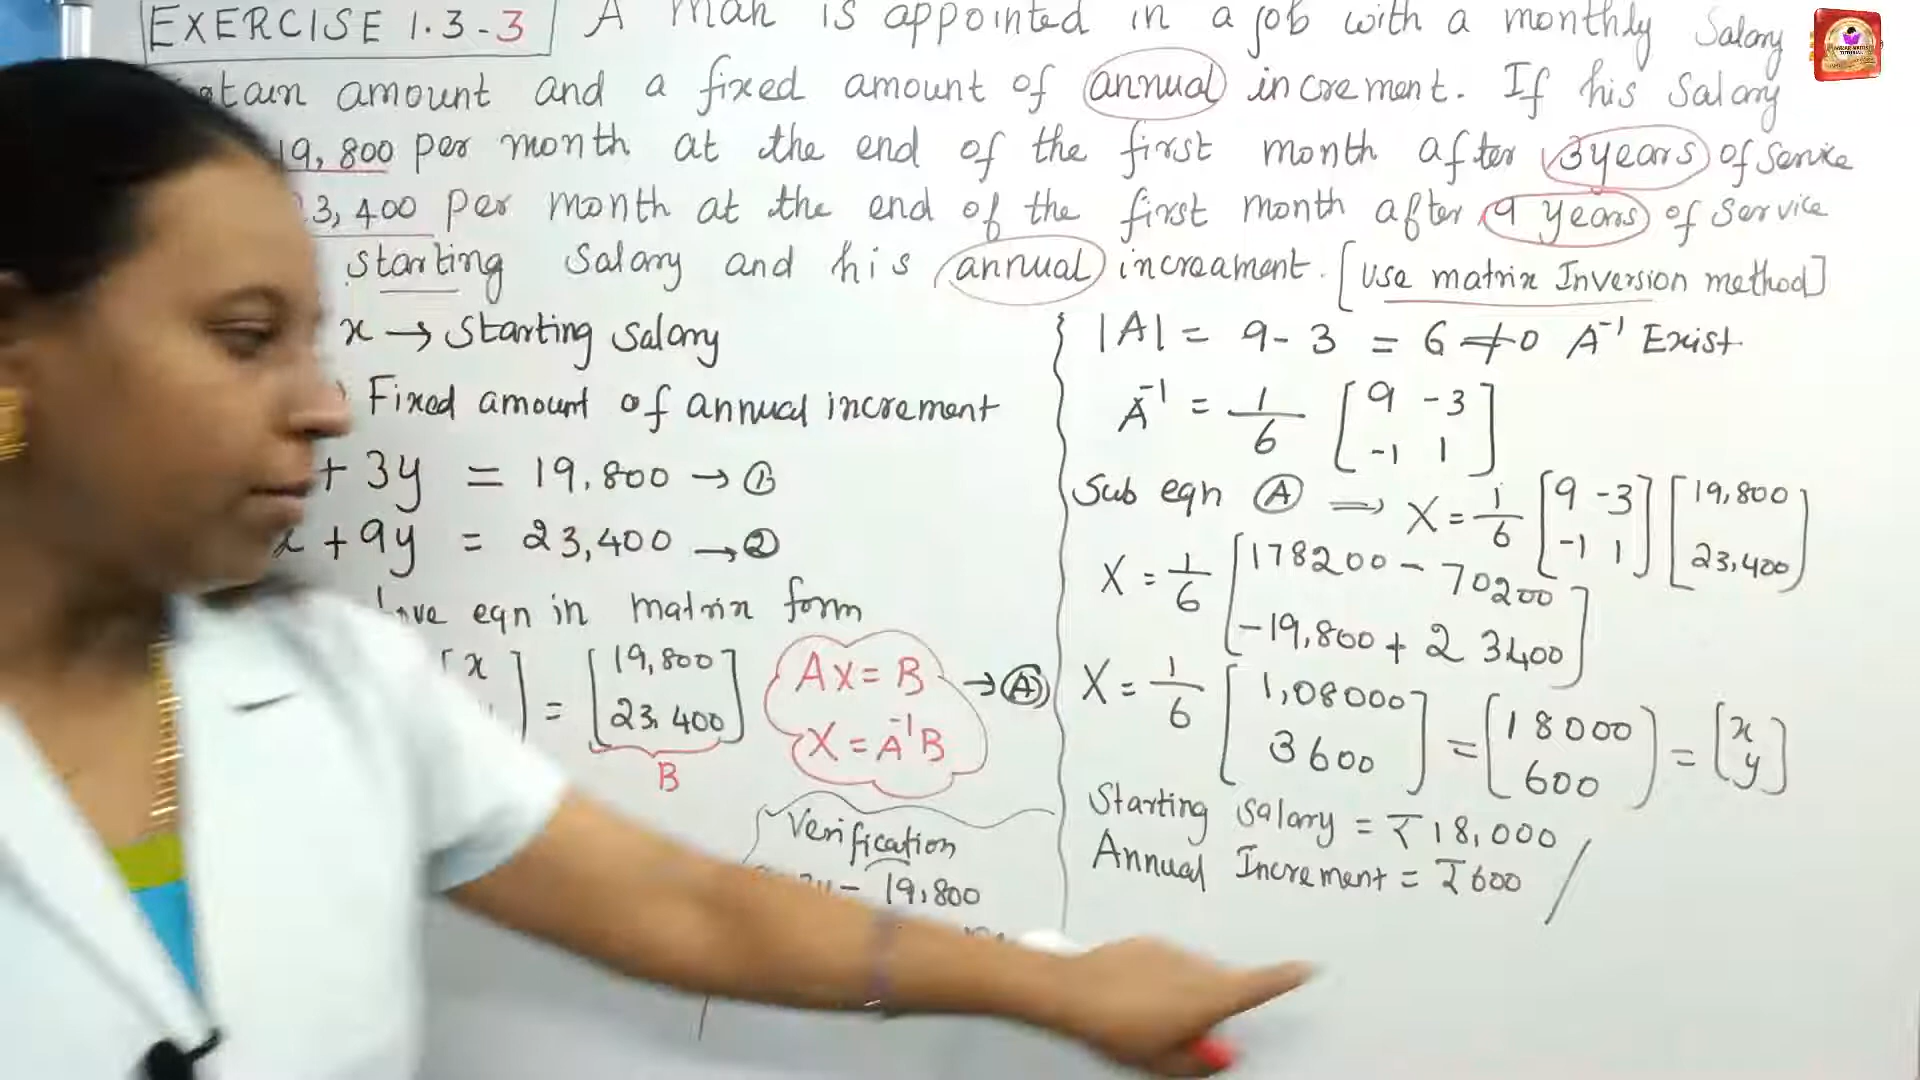 EXERCISE 1.3-3 A man is appointed in a job with a monthly Salary
tain amount and a fixed amount of annual increment. If his Salary
19,800 per month at the end of the first month after 3 years of Service
3,400 per month at the end of the first month after 9 years of service
starting Salary and his annual increament. [use matrix Inversion method]
x → Starting Salary
Fixed amount of annual increment
+ 3y = 19,800 → ①
x + 9y = 23,400 → ②
ove eqn in matrix form
[x ] = [19,800
23,400]
B
AX = B → Ⓐ
X = A⁻¹B
Verification
= 19,800
|A| = 9 - 3 = 6 ≠ 0 A⁻¹ Exist
A⁻¹ = 1/6 [9 -3
-1 1]
Sub eqn Ⓐ ⟹ X = 1/6 [9 -3 [19,800
-1 1] 23,400]
X = 1/6 [178200 - 70200
-19,800 + 23400]
X = 1/6 [1,08000 = [18000 = [x
3600] 600] y]
Starting Salary = ₹18,000
Annual Increment = ₹600